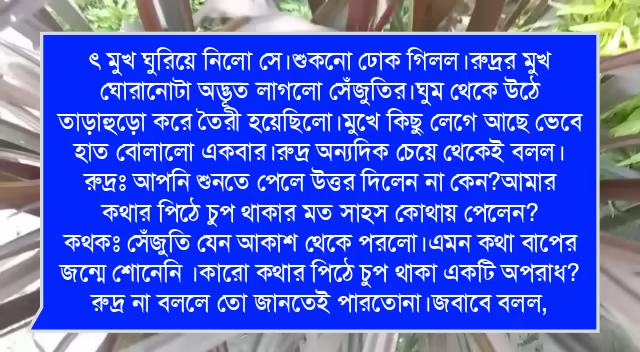 ৎ মুখ ঘুরিয়ে নিলো সে।শুকনো ঢোক গিলল।রুদ্রর মুখ
ঘোরানোটা অদ্ভূত লাগলো সেঁজুতির।ঘুম থেকে উঠে
তাড়াহুড়ো করে তৈরী হয়েছিলো।মুখে কিছু লেগে আছে ভেবে
হাত বোলালো একবার।রুদ্র অন্যদিক চেয়ে থেকেই বলল।
রুদ্রঃ আপনি শুনতে পেলে উত্তর দিলেন না কেন?আমার
কথার পিঠে চুপ থাকার মত সাহস কোথায় পেলেন?
কথকঃ সেঁজুতি যেন আকাশ থেকে পরলো।এমন কথা বাপের
জন্মে শোনেনি ।কারো কথার পিঠে চুপ থাকা একটি অপরাধ?
রুদ্র না বললে তো জানতেই পারতোনা।জবাবে বলল,